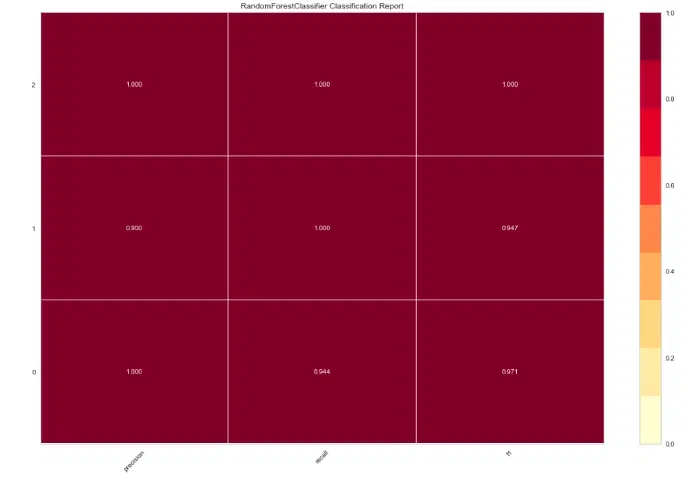 RandomForestClassifier Classification Report
2 1.000 1.000 1.000
1 0.900 1.000 0.947
0 1.000 0.944 0.971
precision recall f1
1.0
0.8
0.6
0.4
0.2
0.0